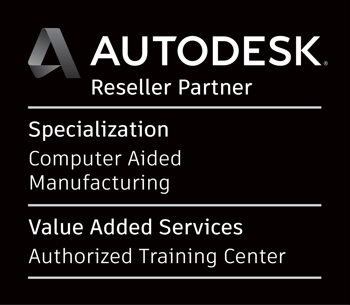 AUTODESK®
Reseller Partner
Specialization
Computer Aided
Manufacturing
Value Added Services
Authorized Training Center